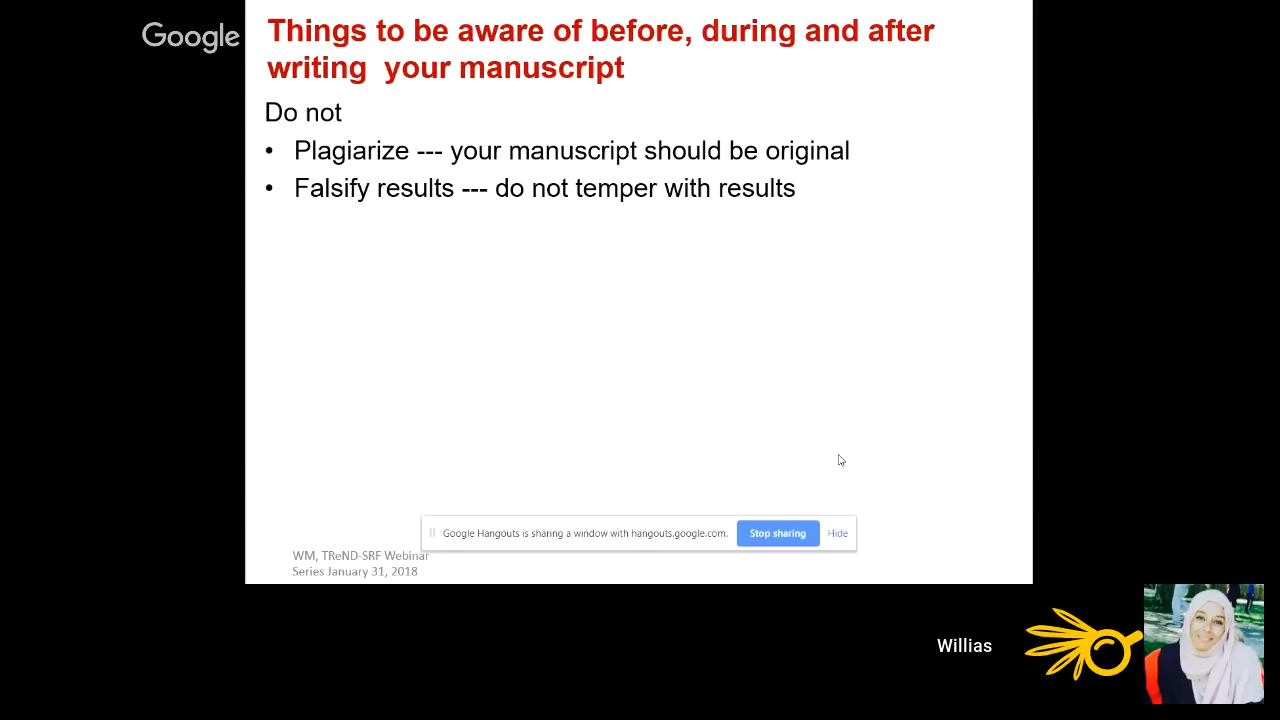 Google
Things to be aware of before, during and after
writing your manuscript
Do not
• Plagiarize --- your manuscript should be original
• Falsify results --- do not temper with results
Google Hangouts is sharing a window with hangouts.google.com.
Stop sharing
Hide
WM, TReND-SRF Webinar
Series January 31, 2018
Willias